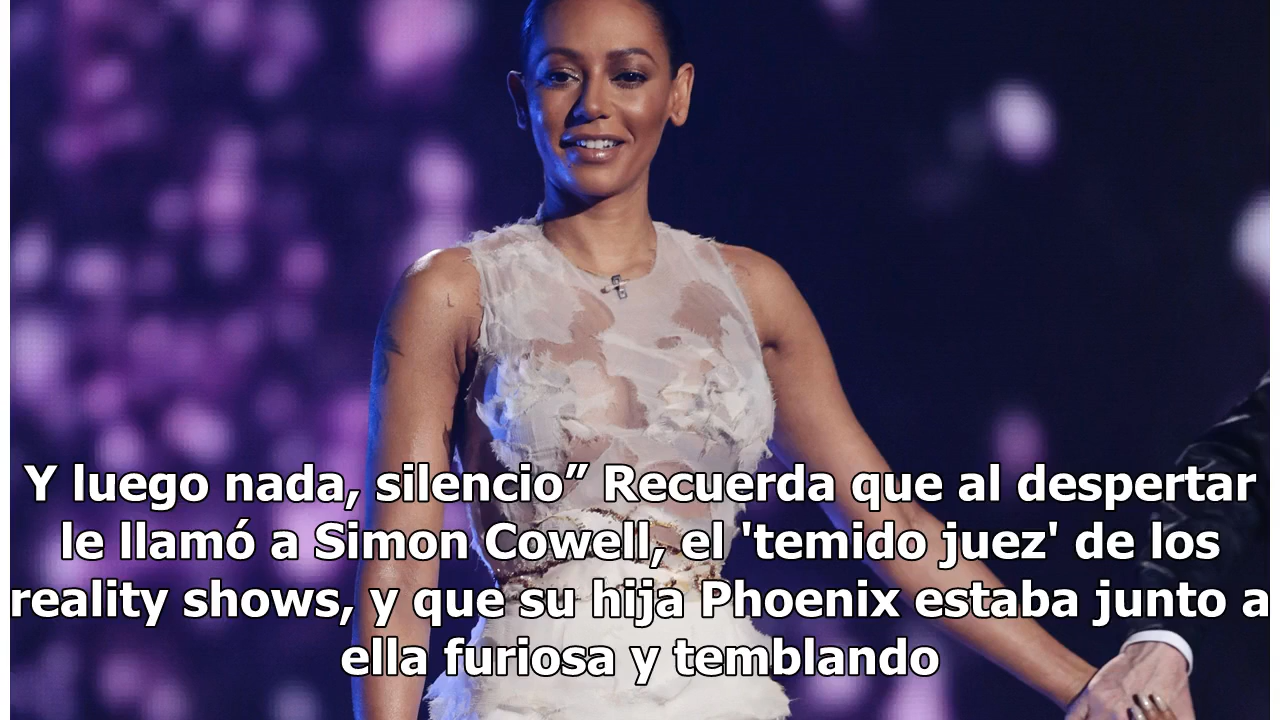 Y luego nada, silencio” Recuerda que al despertar
le llamó a Simon Cowell, el 'temido juez' de los
reality shows, y que su hija Phoenix estaba junto a
ella furiosa y temblando